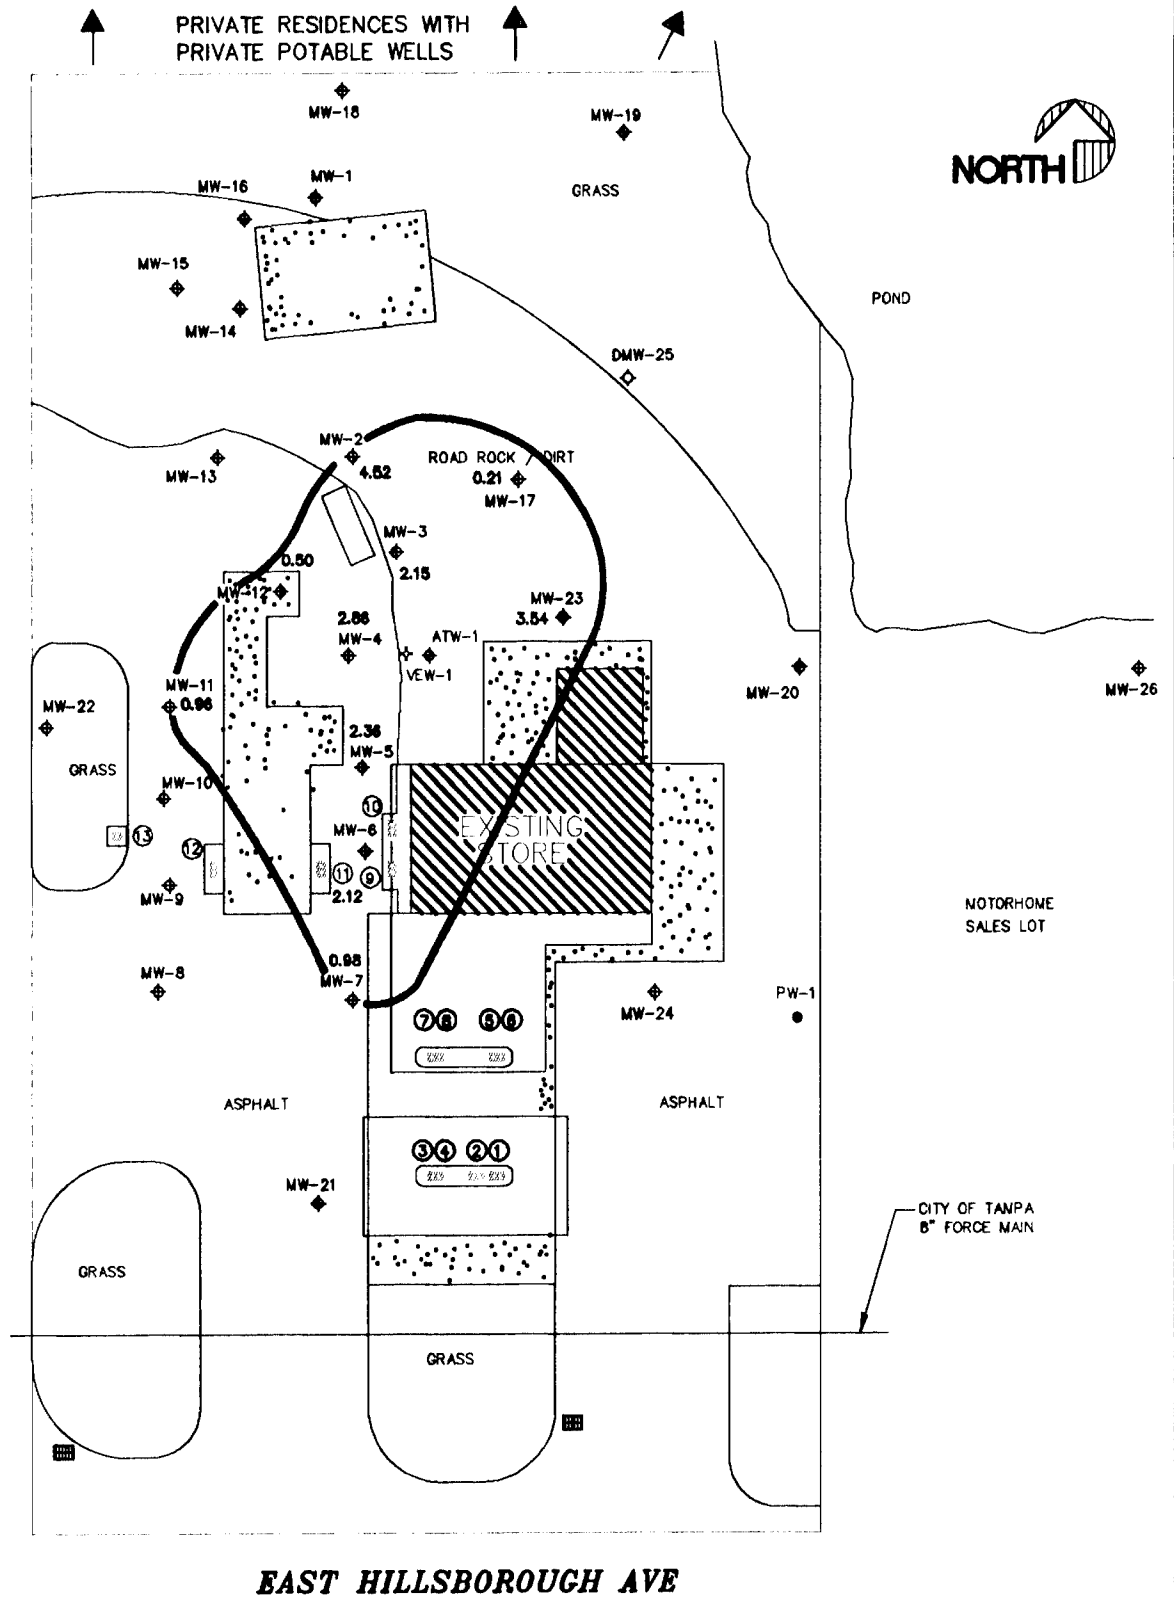 PRIVATE RESIDENCES WITH
PRIVATE POTABLE WELLS
MW-18
MW-19
NORTH
MW-16
MW-1
GRASS
MW-15
MW-14
POND
DMW-25
MW-2
4.52
MW-13
ROAD ROCK
DIRT
0.21
MW-17
MW-3
2.15
0.50
MW-12
MW-23
3.54
2.86
MW-4
ATW-1
VEW-1
MW-11
0.96
MW-20
MW-26
MW-22
2.36
MW-5
GRASS
MW-10
10
13
MW-6
EXISTING
STORE
12
11
9
2.12
MW-9
NOTORHOME
SALES LOT
0.98
MW-7
MW-8
PW-1
MW-24
7 8 5 6
ASPHALT
ASPHALT
3 4 2 1
MW-21
CITY OF TANPA
8" FORCE MAIN
GRASS
GRASS
EAST HILLSBOROUGH AVE